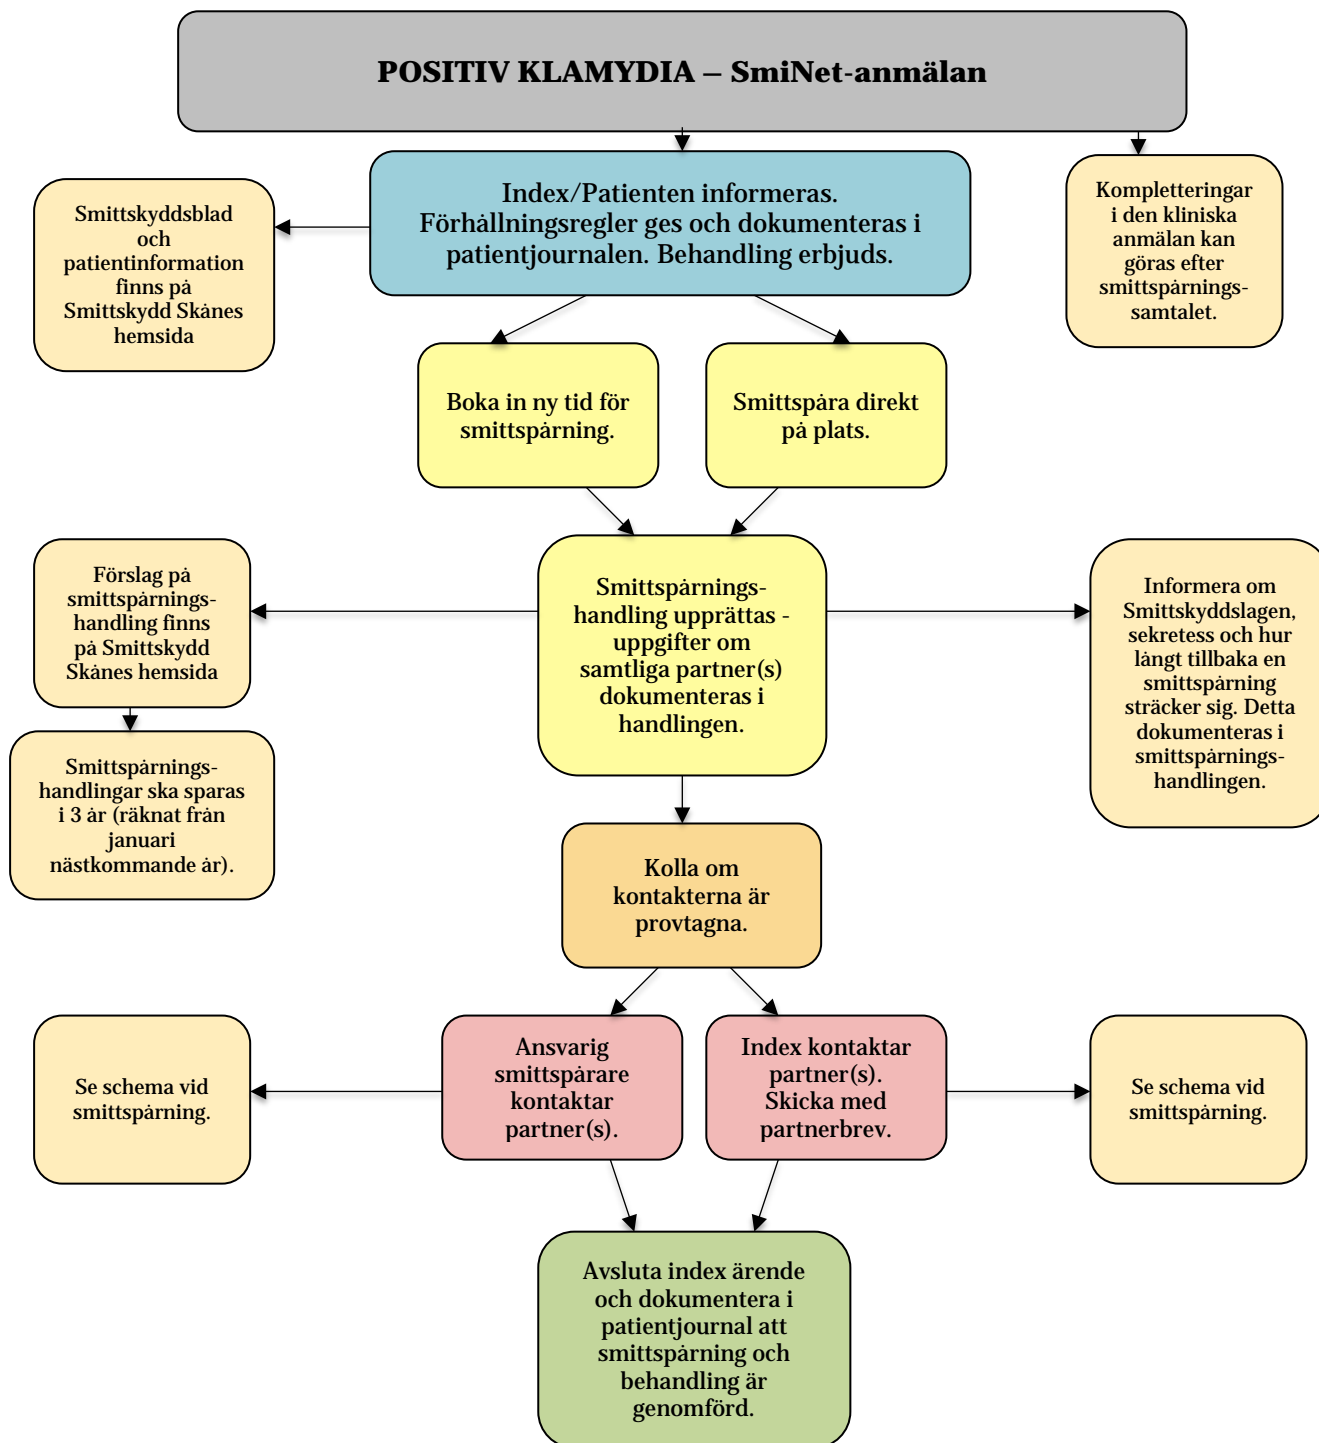 POSITIV KLAMYDIA – SmiNet-anmälan
Index/Patienten informeras.
Förhållningsregler ges och dokumenteras i
patientjournalen. Behandling erbjuds.
Smittskyddsblad
och
patientinformation
finns på
Smittskydd Skånes
hemsida
Kompletteringar
i den kliniska
anmälan kan
göras efter
smittspårnings-
samtalet.
Boka in ny tid för
smittspårning.
Smittspåra direkt
på plats.
Förslag på
smittspårnings-
handling finns
på Smittskydd
Skånes hemsida
Smittspårnings-
handling upprättas -
uppgifter om
samtliga partner(s)
dokumenteras i
handlingen.
Informera om
Smittskyddslagen,
sekretess och hur
långt tillbaka en
smittspårning
sträcker sig. Detta
dokumenteras i
smittspårnings-
handlingen.
Smittspårnings-
handlingar ska sparas
i 3 år (räknat från
januari
nästkommande år).
Kolla om
kontakterna är
provtagna.
Se schema vid
smittspårning.
Ansvarig
smittspårare
kontaktar
partner(s).
Index kontaktar
partner(s).
Skicka med
partnerbrev.
Se schema vid
smittspårning.
Avsluta index ärende
och dokumentera i
patientjournal att
smittspårning och
behandling är
genomförd.